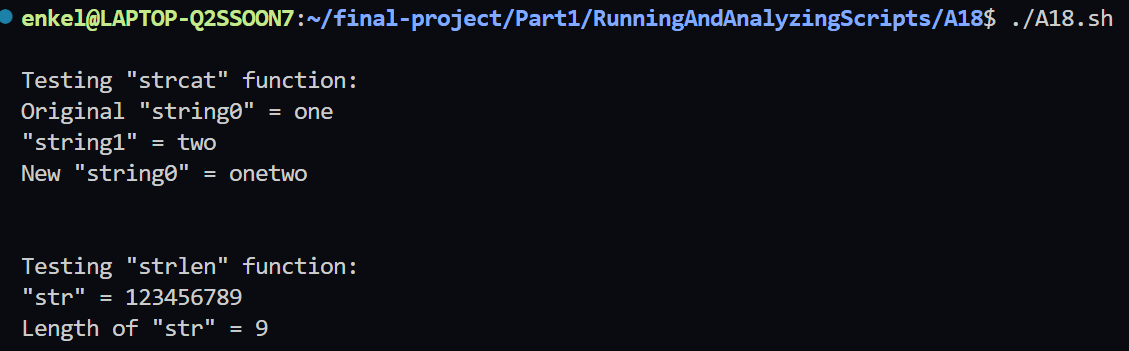 enkel@LAPTOP-Q2SSOON7:~/final-project/Part1/RunningAndAnalyzingScripts/A18$ ./A18.sh
Testing "strcat" function:
Original "string0" = one
"string1" = two
New "string0" = onetwo
Testing "strlen" function:
"str" = 123456789
Length of "str" = 9